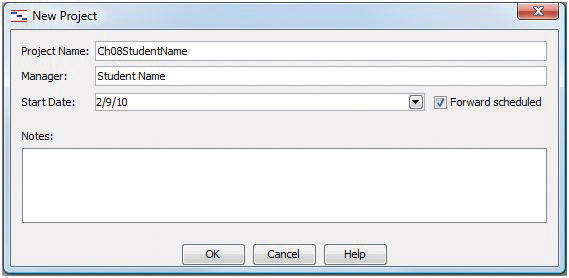 New Project
Project Name: Ch08StudentName
Manager: Student Name
Start Date: 2/9/10 Forward scheduled
Notes:
OK Cancel Help